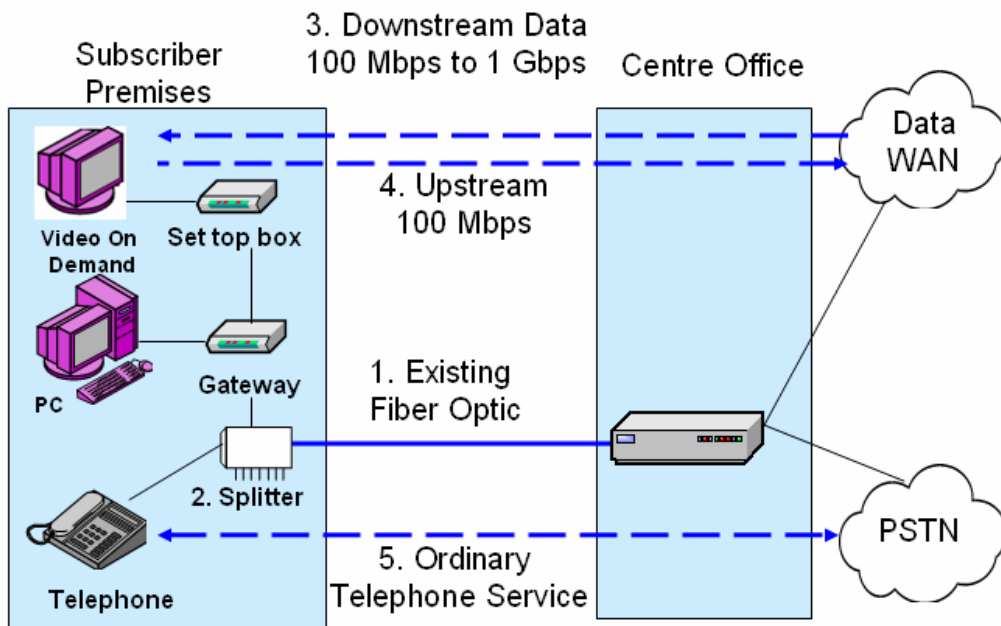 3. Downstream Data
100 Mbps to 1 Gbps
Subscriber
Premises
Centre Office
Data
WAN
4. Upstream
100 Mbps
Video On
Demand
Set top box
PC
Gateway
1. Existing
Fiber Optic
2. Splitter
PSTN
5. Ordinary
Telephone Service
Telephone